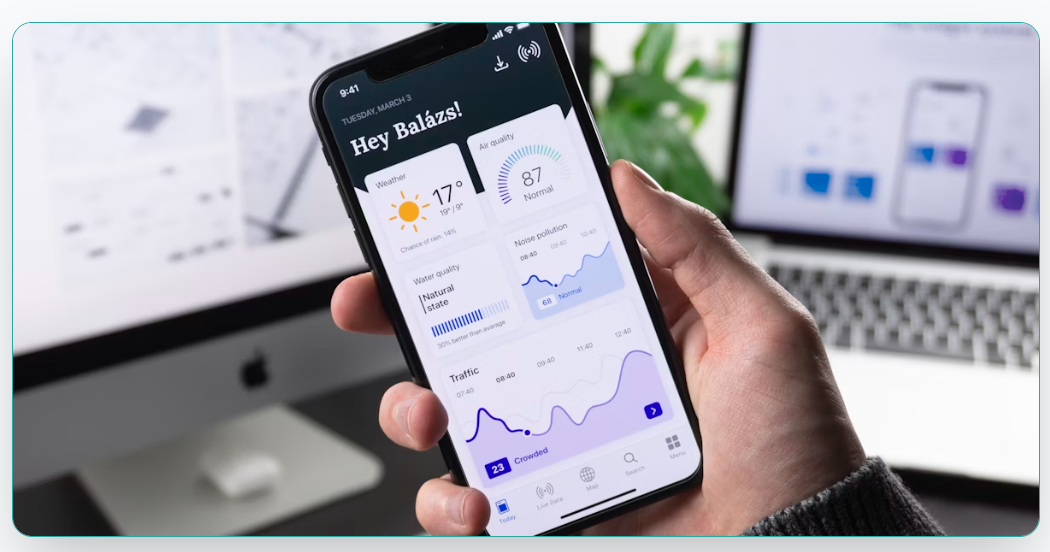 9:41
TUESDAY, MARCH 3
Hey Balázs!
Weather
17°
19° / 9°
Chance of rain: 14%
Air quality
87
Normal
Water quality
Natural
state
30% better than average
Noise pollution
08:40 09:40 10:40
68 Normal
Traffic
07:40 08:40 09:40 11:40 12:40
23 Crowded
Today Live Data Map Search Menu